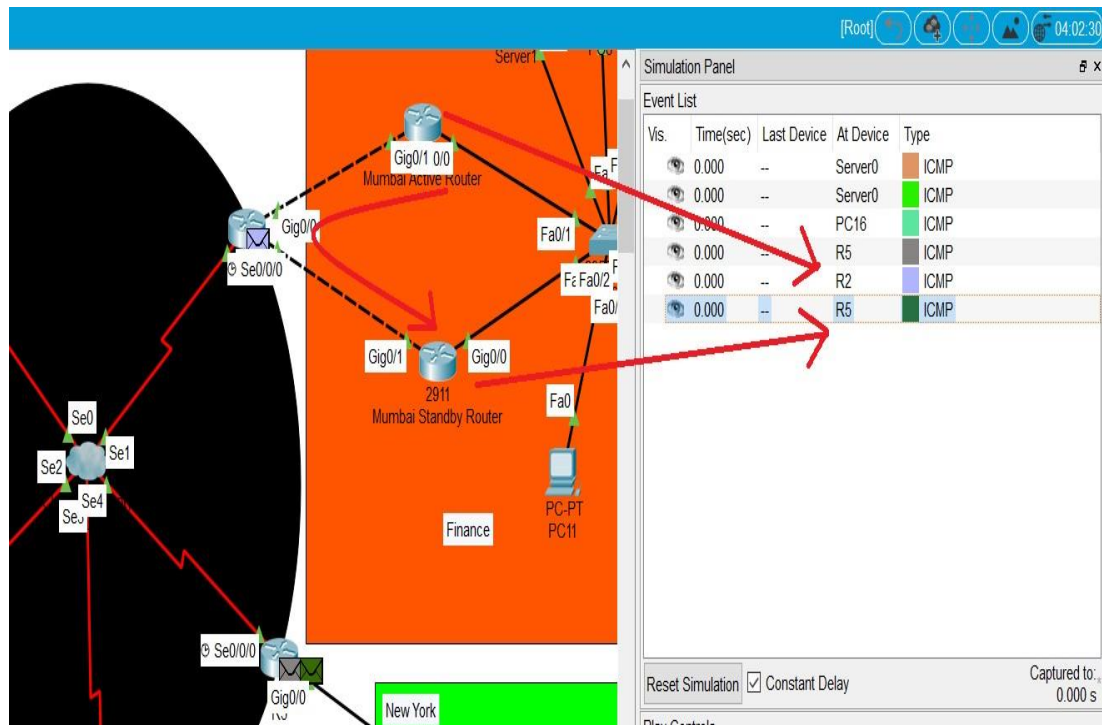 [Root]
04:02:30
Server1
Gig0/1 0/0
Mumbai Active Router
Gig0/0
Se0/0/0
Fa0/1
Fa0/2
Gig0/1
Gig0/0
2911
Mumbai Standby Router
Fa0
PC-PT
PC11
Finance
Se0
Se1
Se2
Se4
Se0/0/0
Gig0/0
New York
Simulation Panel
Event List
Vis. Time(sec) Last Device At Device Type
0.000 -- Server0 ICMP
0.000 -- Server0 ICMP
0.000 -- PC16 ICMP
0.000 -- R5 ICMP
0.000 -- R2 ICMP
0.000 -- R5 ICMP
Reset Simulation Constant Delay
Captured to:
0.000 s